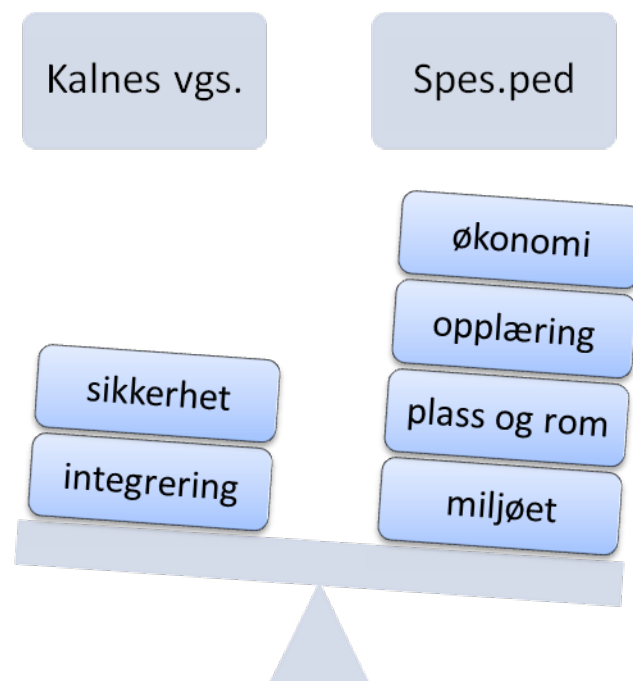 Kalnes vgs.
Spes.ped
økonomi
opplæring
plass og rom
miljøet
sikkerhet
integrering